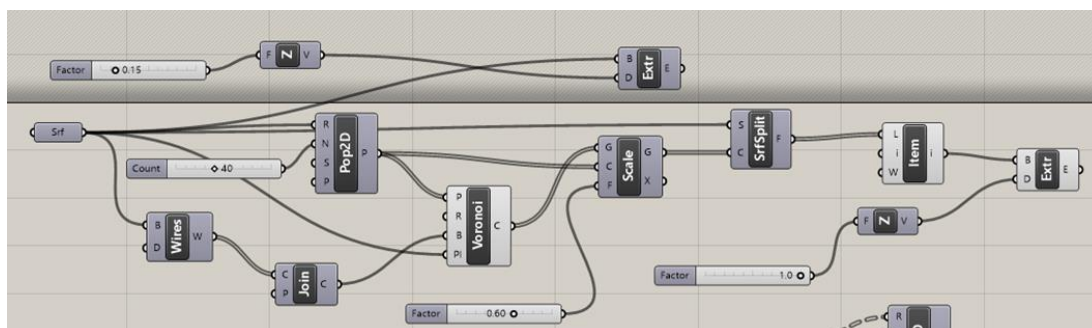 F Z V
B D Extr E
Factor 0.15
Srf
R N S P Pop2D P
S C SrfSplit F
L i W Item i
G C F Scale G X
Count 40
B D Extr E
P R B Pl Voronoi C
B D Wires W
F Z V
C P Join C
Factor 1.0
Factor 0.60
R